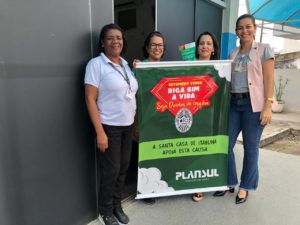 SETEMBRO VERDE
DIGA SIM
A VIDA
Seja Doador de órgãos
A SANTA CASA DE ITABUNA
APOIA ESTA CAUSA
PLANSUL